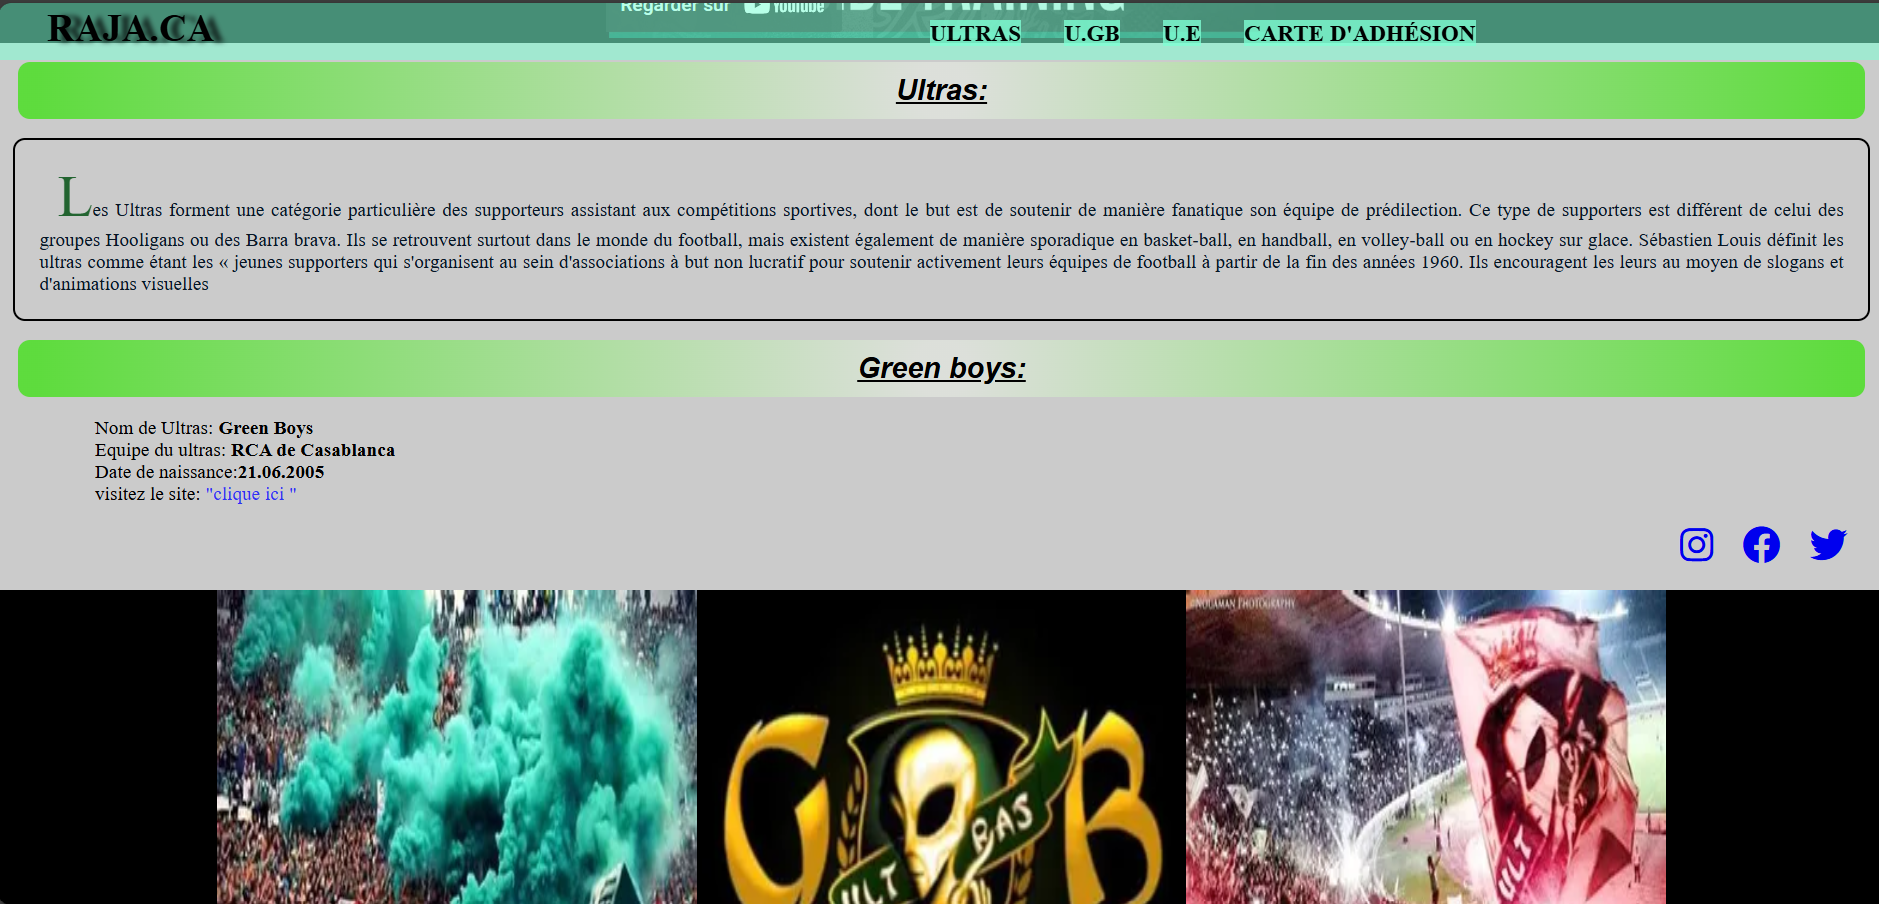 Regarder sur YouTube DE TRAINING
RAJA.CA
ULTRAS U.GB U.E CARTE D'ADHÉSION
Ultras:
Les Ultras forment une catégorie particulière des supporteurs assistant aux compétitions sportives, dont le but est de soutenir de manière fanatique son équipe de prédilection. Ce type de supporters est différent de celui des
groupes Hooligans ou des Barra brava. Ils se retrouvent surtout dans le monde du football, mais existent également de manière sporadique en basket-ball, en handball, en volley-ball ou en hockey sur glace. Sébastien Louis définit les
ultras comme étant les « jeunes supporters qui s'organisent au sein d'associations à but non lucratif pour soutenir activement leurs équipes de football à partir de la fin des années 1960. Ils encouragent les leurs au moyen de slogans et
d'animations visuelles
Green boys:
Nom de Ultras: Green Boys
Equipe du ultras: RCA de Casablanca
Date de naissance:21.06.2005
visitez le site: "clique ici "
©NOUAMAN PHOTOGRAPHY
G B
ULT RAS
ULT